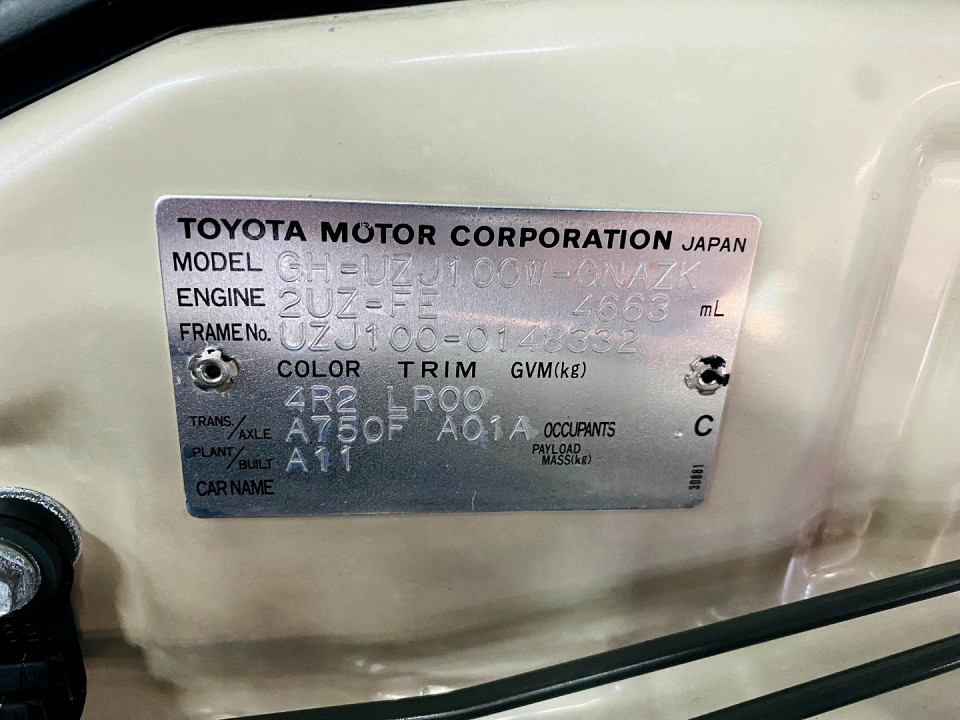 TOYOTA MOTOR CORPORATION JAPAN
MODEL GH-UZJ100W-GNAZK
ENGINE 2UZ-FE 4663 mL
FRAME No. UZJ100-0148332
COLOR TRIM GVM(kg)
4R2 LR00
TRANS./AXLE A750F A01A OCCUPANTS C
PLANT/BUILT A11 PAYLOAD MASS(kg)
CAR NAME
30881